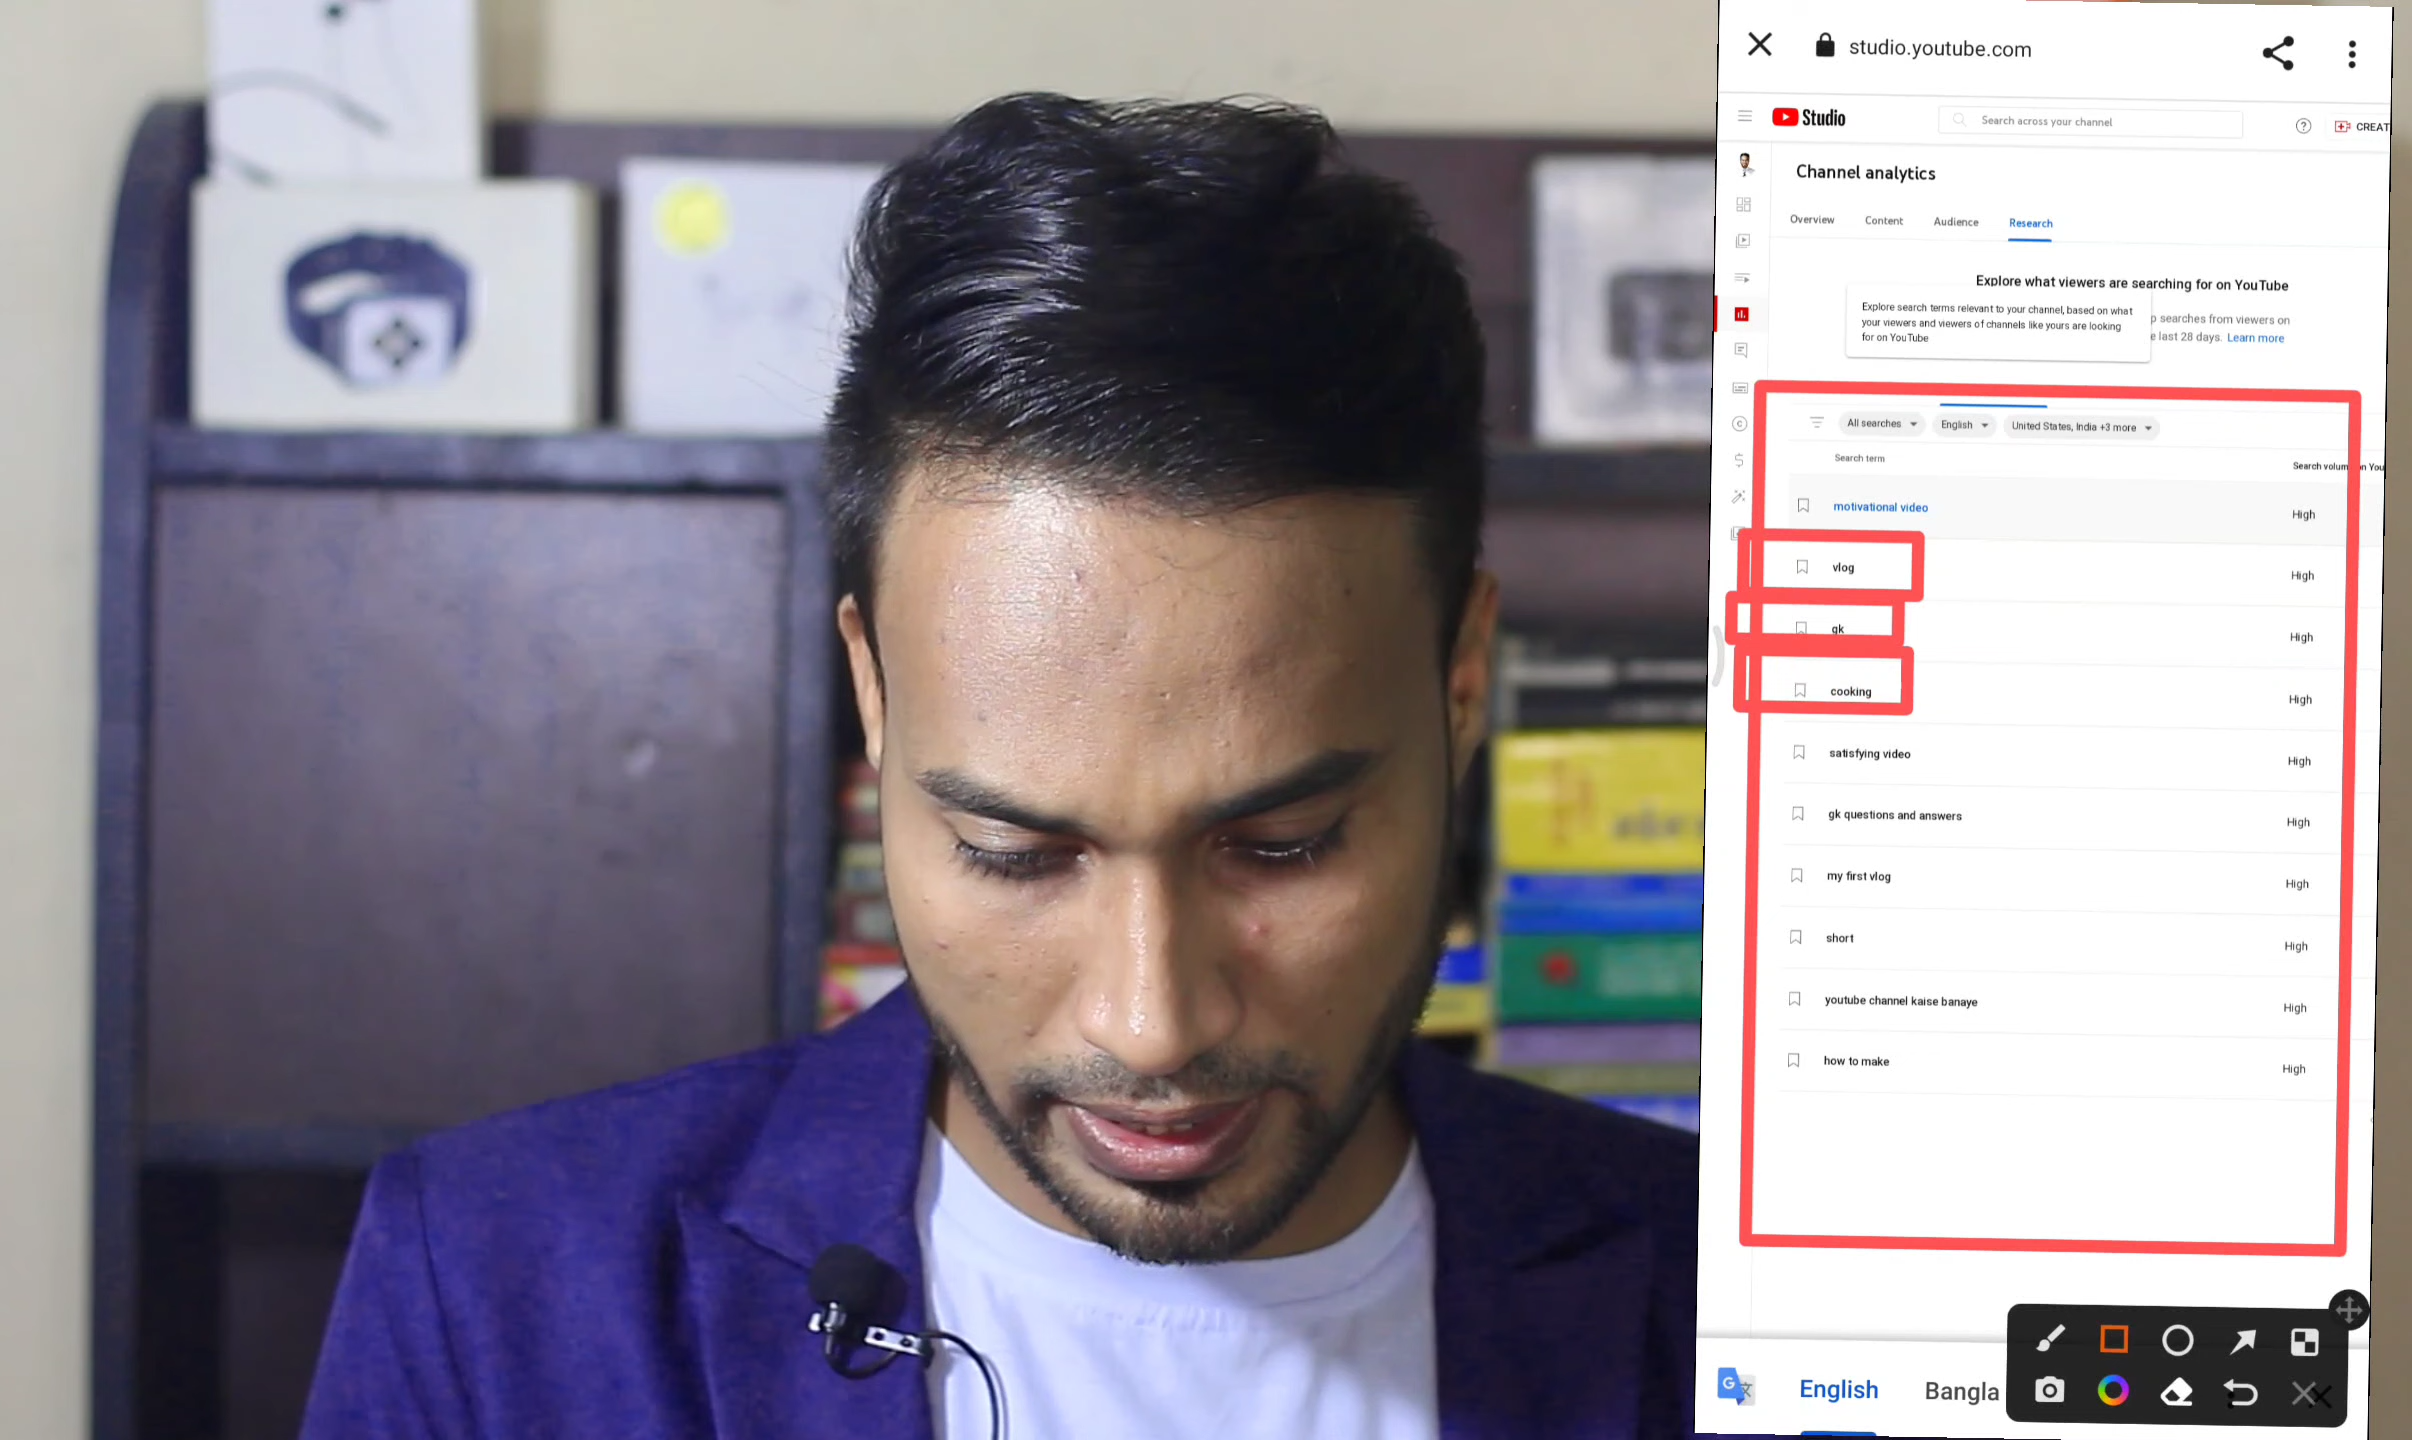 studio.youtube.com
Studio
Search across your channel
CREAT
Channel analytics
Overview
Content
Audience
Research
Explore what viewers are searching for on YouTube
Explore search terms relevant to your channel, based on what
your viewers and viewers of channels like yours are looking
for on YouTube
p searches from viewers on
e last 28 days. Learn more
All searches
English
United States, India +3 more
Search term
Search volum n You
motivational video High
vlog High
gk High
cooking High
satisfying video High
gk questions and answers High
my first vlog High
short High
youtube channel kaise banaye High
how to make High
English
Bangla